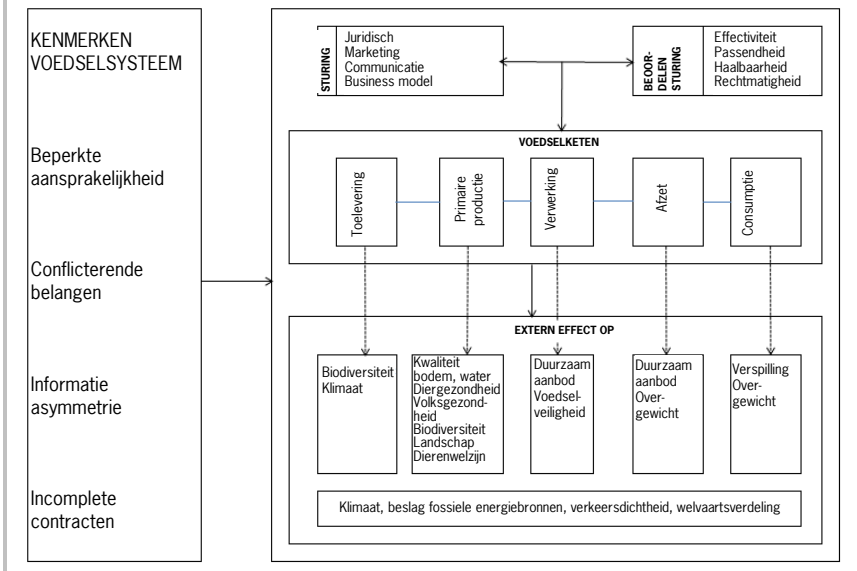 KENMERKEN
VOEDSELSYSTEEM
Beperkte
aansprakelijkheid
Conflicterende
belangen
Informatie
asymmetrie
Incomplete
contracten
STURING
Juridisch
Marketing
Communicatie
Business model
BEOOR-
DELEN
STURING
Effectiviteit
Passendheid
Haalbaarheid
Rechtmatigheid
VOEDSELKETEN
Toelevering
Primaire
productie
Verwerking
Afzet
Consumptie
EXTERN EFFECT OP
Biodiversiteit
Klimaat
Kwaliteit
bodem, water
Diergezondheid
Volksgezond-
heid
Biodiversiteit
Landschap
Dierenwelzijn
Duurzaam
aanbod
Voedsel-
veiligheid
Duurzaam
aanbod
Over-
gewicht
Verspilling
Over-
gewicht
Klimaat, beslag fossiele energiebronnen, verkeersdichtheid, welvaartsverdeling